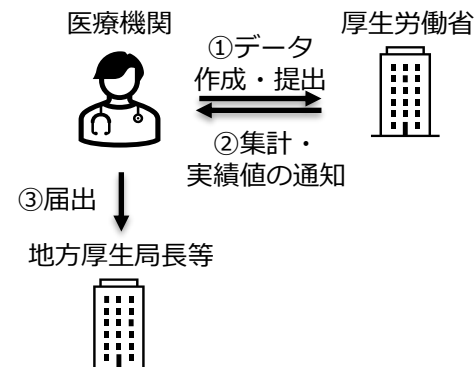 医療機関
厚生労働省
①データ
作成・提出
②集計・
実績値の通知
③届出
地方厚生局長等